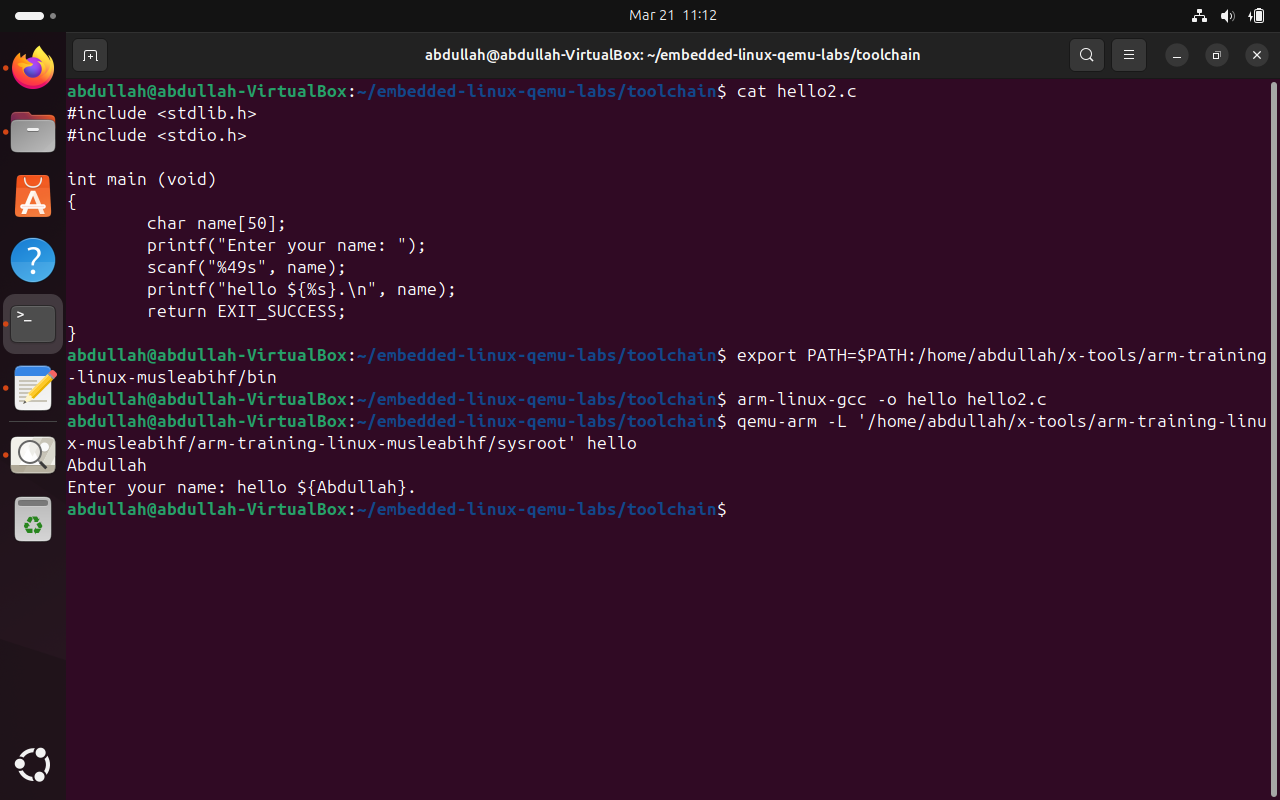 Mar 21 11:12
abdullah@abdullah-VirtualBox: ~/embedded-linux-qemu-labs/toolchain
abdullah@abdullah-VirtualBox:~/embedded-linux-qemu-labs/toolchain$ cat hello2.c
#include <stdlib.h>
#include <stdio.h>
int main (void)
{
        char name[50];
        printf("Enter your name: ");
        scanf("%49s", name);
        printf("hello ${%s}.\n", name);
        return EXIT_SUCCESS;
}
abdullah@abdullah-VirtualBox:~/embedded-linux-qemu-labs/toolchain$ export PATH=$PATH:/home/abdullah/x-tools/arm-training
-linux-musleabihf/bin
abdullah@abdullah-VirtualBox:~/embedded-linux-qemu-labs/toolchain$ arm-linux-gcc -o hello hello2.c
abdullah@abdullah-VirtualBox:~/embedded-linux-qemu-labs/toolchain$ qemu-arm -L '/home/abdullah/x-tools/arm-training-linu
x-musleabihf/arm-training-linux-musleabihf/sysroot' hello
Abdullah
Enter your name: hello ${Abdullah}.
abdullah@abdullah-VirtualBox:~/embedded-linux-qemu-labs/toolchain$